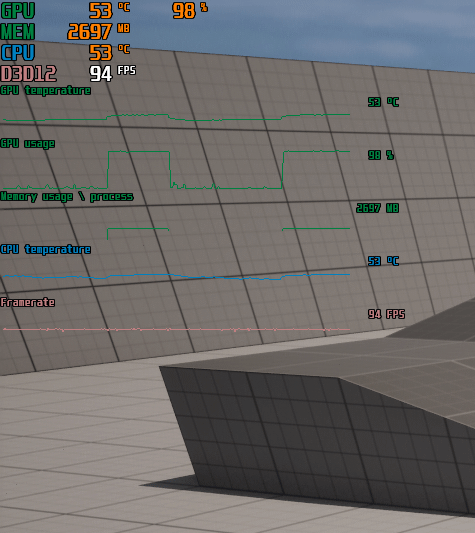 GPU 53 °C 98 %
MEM 2697 MB
CPU 53 °C
D3D12 94 FPS
GPU temperature
53 °C
GPU usage
98 %
Memory usage \ process
2697 MB
CPU temperature
53 °C
Framerate
94 FPS